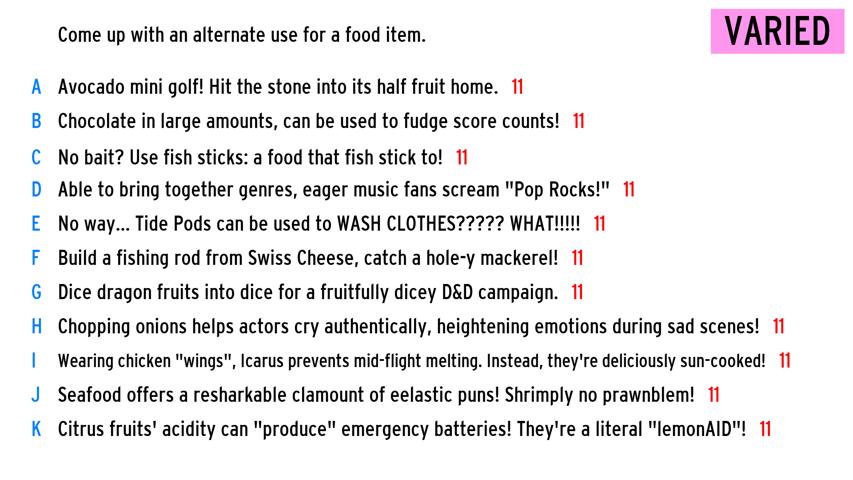 Come up with an alternate use for a food item.
VARIED
A Avocado mini golf! Hit the stone into its half fruit home. 11
B Chocolate in large amounts, can be used to fudge score counts! 11
C No bait? Use fish sticks: a food that fish stick to! 11
D Able to bring together genres, eager music fans scream "Pop Rocks!" 11
E No way... Tide Pods can be used to WASH CLOTHES????? WHAT!!!!! 11
F Build a fishing rod from Swiss Cheese, catch a hole-y mackerel! 11
G Dice dragon fruits into dice for a fruitfully dicey D&D campaign. 11
H Chopping onions helps actors cry authentically, heightening emotions during sad scenes! 11
I Wearing chicken "wings", Icarus prevents mid-flight melting. Instead, they're deliciously sun-cooked! 11
J Seafood offers a resharkable clamount of eelastic puns! Shrimply no prawnblem! 11
K Citrus fruits' acidity can "produce" emergency batteries! They're a literal "lemonAID"! 11